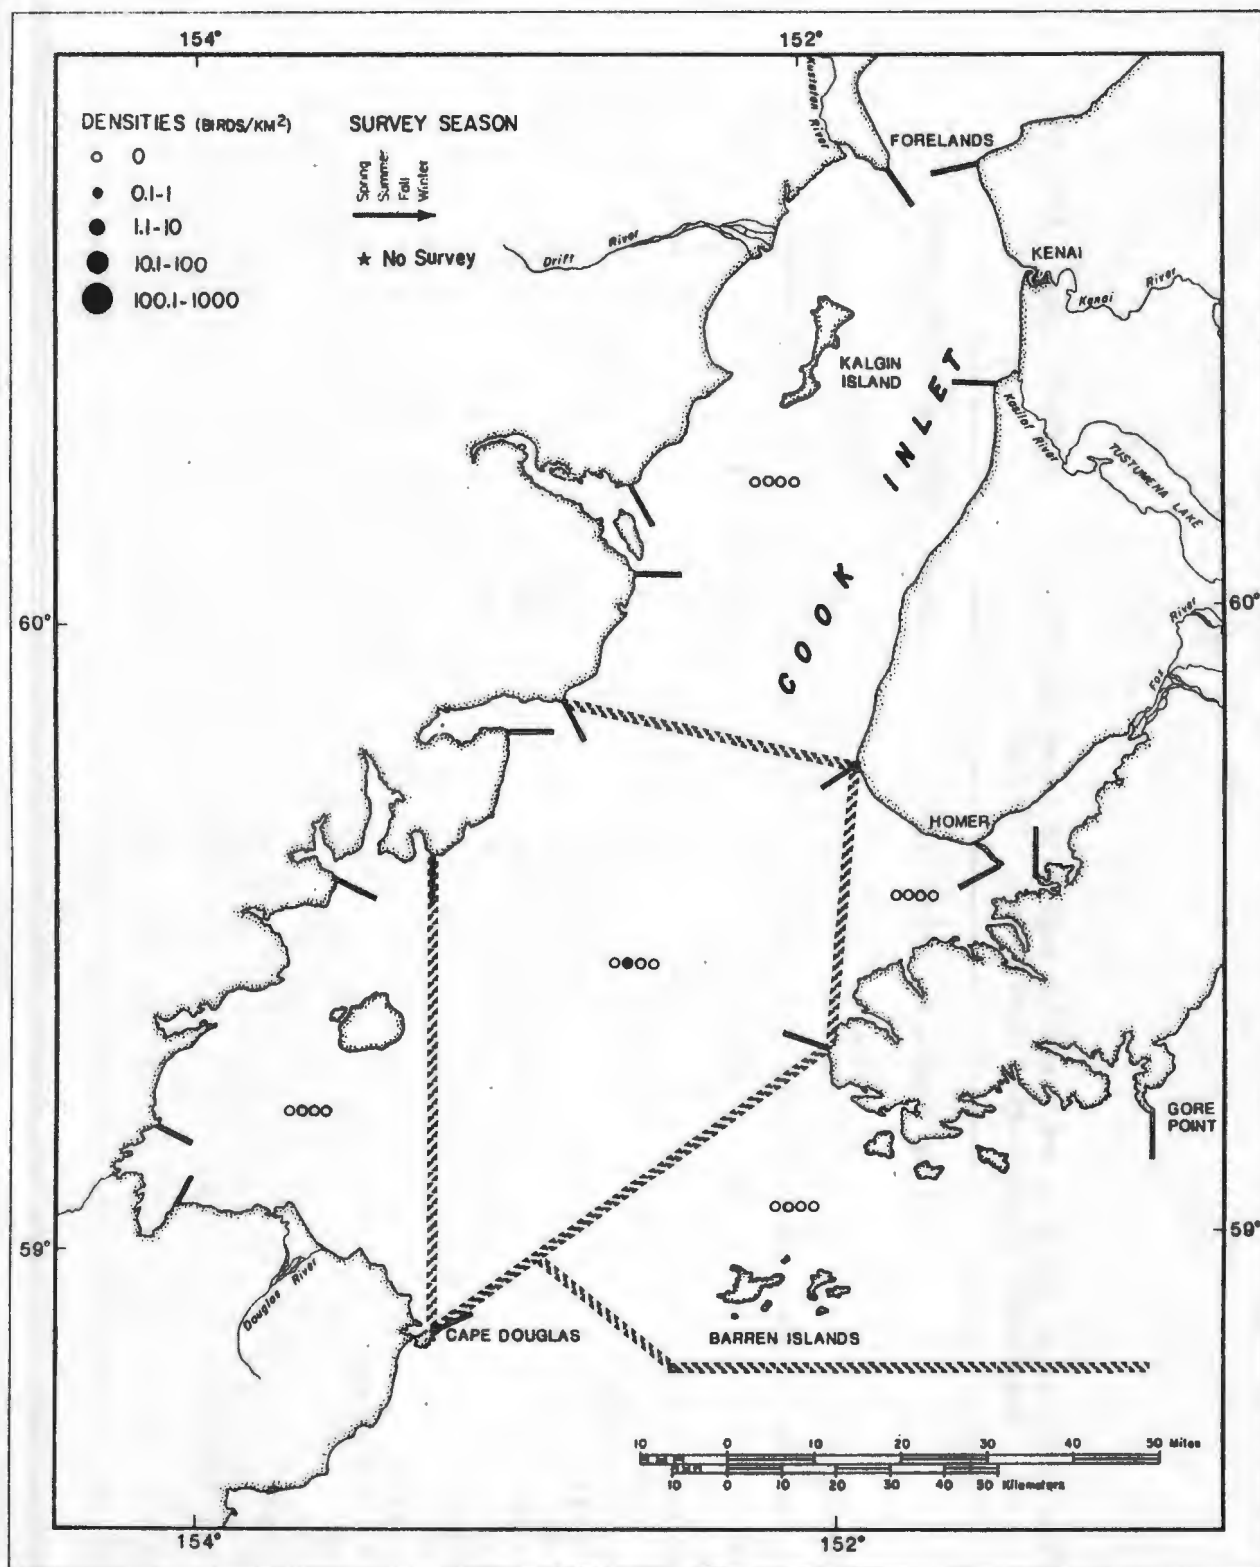 154°
152°
DENSITIES (BIRDS/KM²)
0
0.1-1
1.1-10
10.1-100
100.1-1000
SURVEY SEASON
Spring
Summer
Fall
Winter
★ No Survey
Kustatan River
FORELANDS
Drift River
KENAI
Kenai River
KALGIN
ISLAND
Kasilof River
TUSTUMENA LAKE
COOK INLET
60°
60°
Fox River
HOMER
GORE
POINT
59°
59°
Douglas River
CAPE DOUGLAS
BARREN ISLANDS
10 0 10 20 30 40 50 Miles
10 0 10 20 30 40 50 Kilometers
154°
152°